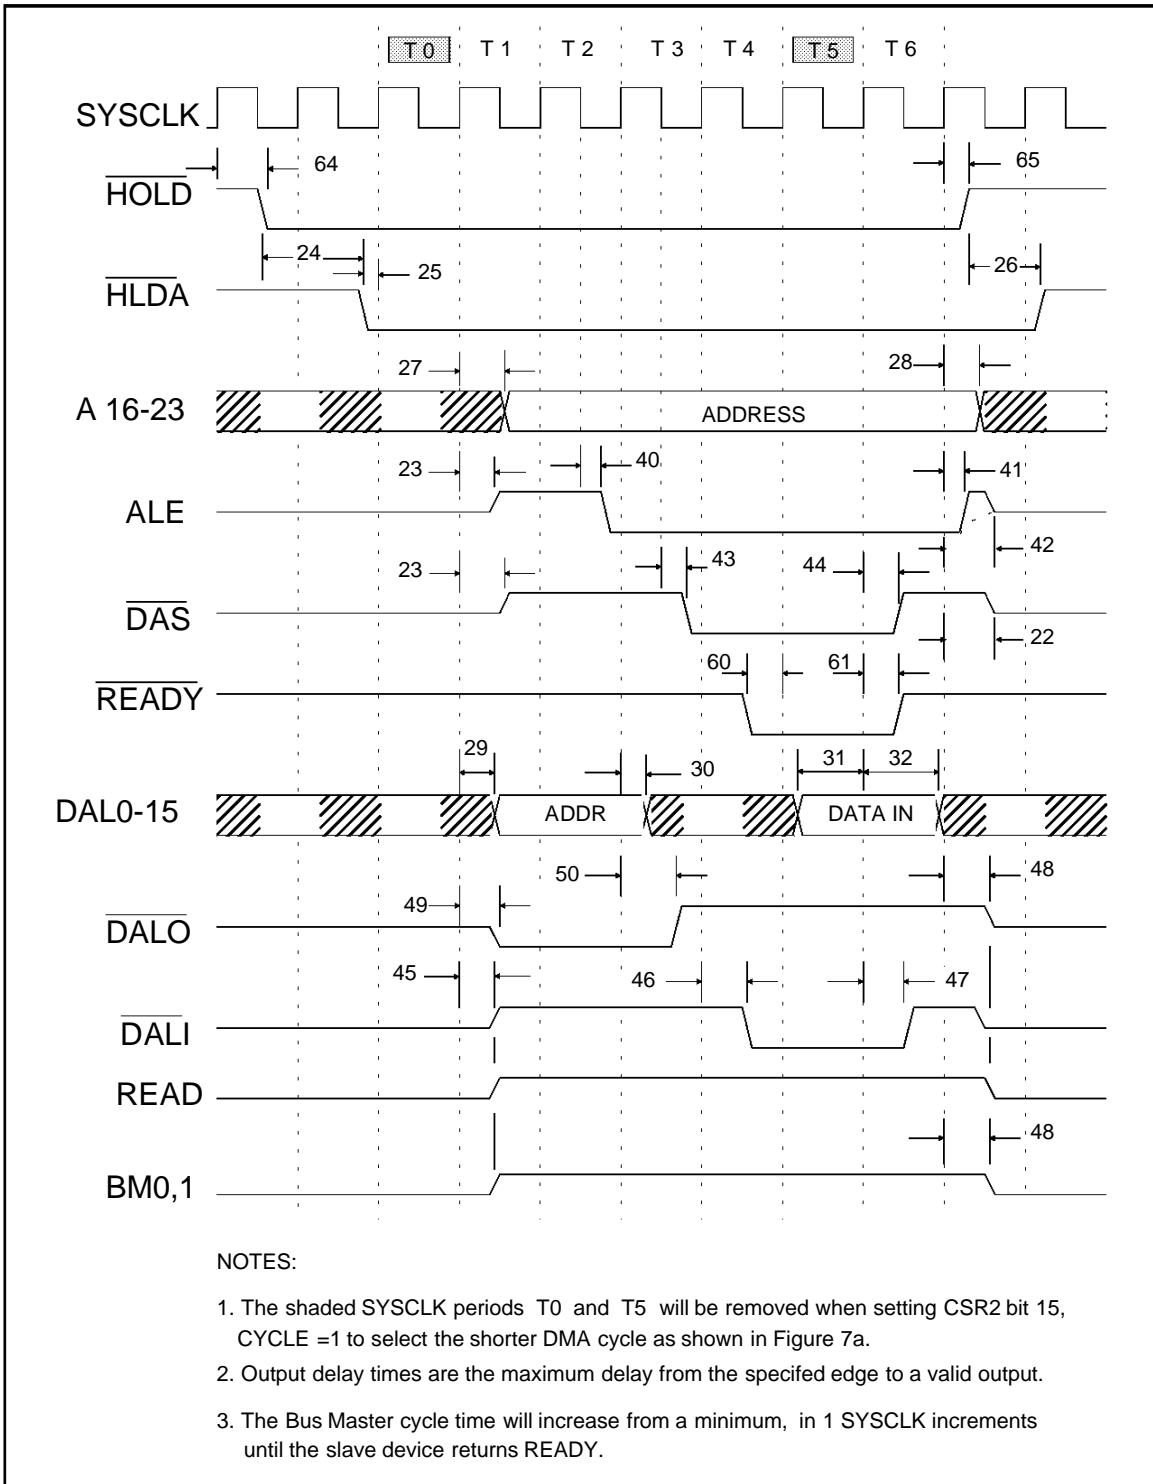 T 0 T 1 T 2 T 3 T 4 T 5 T 6
SYSCLK
64 65
HOLD
24 25 26
HLDA
27 28
A 16-23 ADDRESS
23 40 41
ALE
42
23 43 44
DAS
22
60 61
READY
29 30 31 32
DAL0-15 ADDR DATA IN
50 48
49
DALO
45 46 47
DALI
READ
48
BM0,1
NOTES:
1. The shaded SYSCLK periods T0 and T5 will be removed when setting CSR2 bit 15,
CYCLE =1 to select the shorter DMA cycle as shown in Figure 7a.
2. Output delay times are the maximum delay from the specifed edge to a valid output.
3. The Bus Master cycle time will increase from a minimum, in 1 SYSCLK increments
until the slave device returns READY.